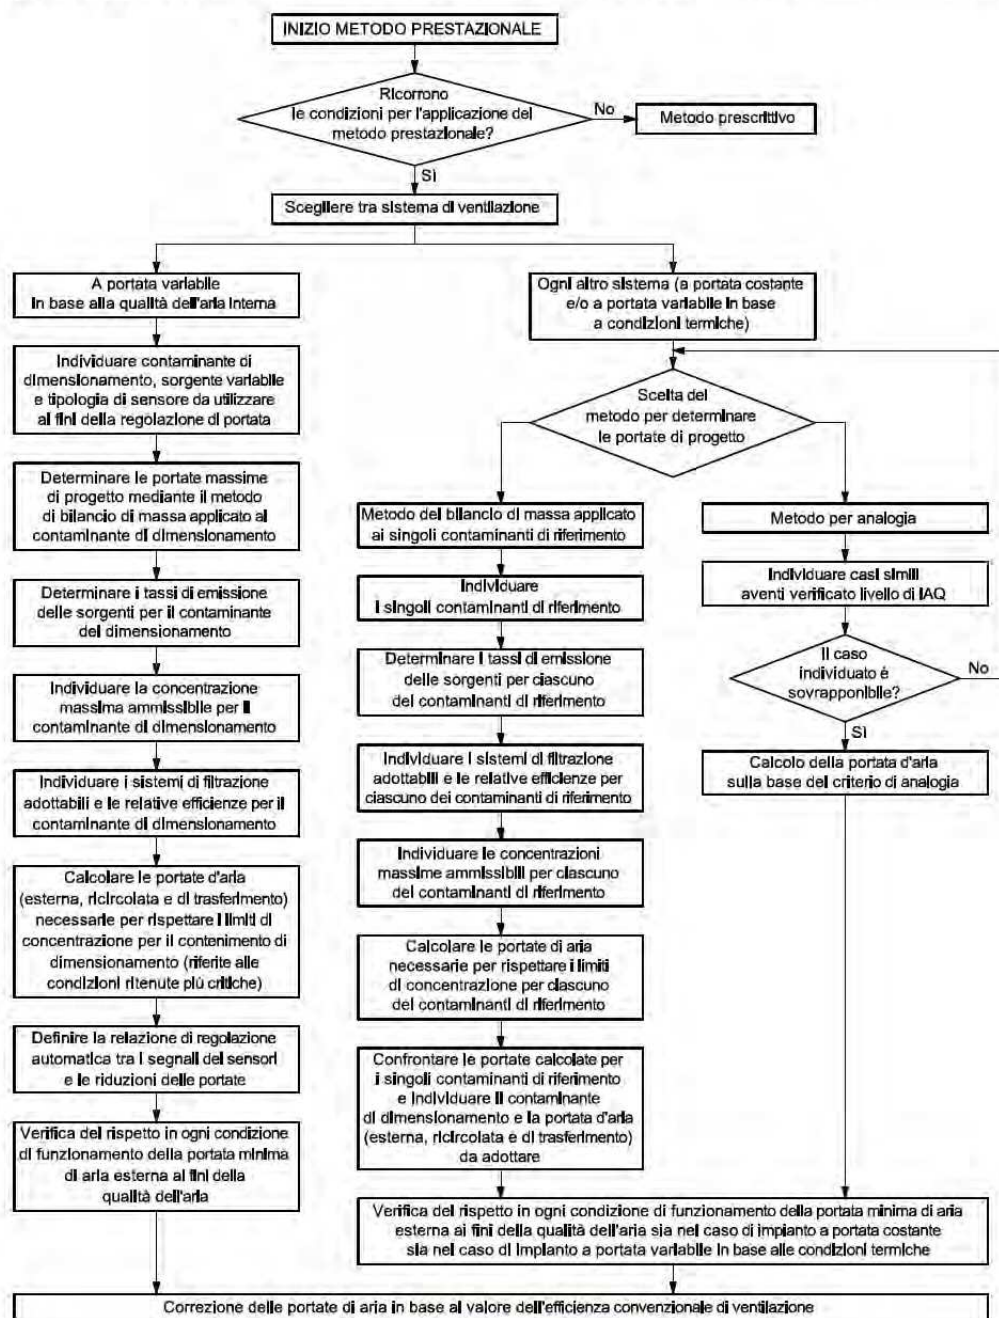 INIZIO METODO PRESTAZIONALE
Ricorrono
le condizioni per l'applicazione del
metodo prestazionale?
No
Metodo prescrittivo
Sì
Scegliere tra sistema di ventilazione
A portata variabile
in base alla qualità dell'aria interna
Individuare contaminante di
dimensionamento, sorgente variabile
e tipologia di sensore da utilizzare
ai fini della regolazione di portata
Determinare le portate massime
di progetto mediante il metodo
di bilancio di massa applicato al
contaminante di dimensionamento
Determinare i tassi di emissione
delle sorgenti per il contaminante
del dimensionamento
Individuare la concentrazione
massima ammissibile per il
contaminante di dimensionamento
Individuare i sistemi di filtrazione
adottabili e le relative efficienze per il
contaminante di dimensionamento
Calcolare le portate d'aria
(esterna, ricircolata e di trasferimento)
necessarie per rispettare i limiti di
concentrazione per il contenimento di
dimensionamento (riferite alle
condizioni ritenute più critiche)
Definire la relazione di regolazione
automatica tra i segnali dei sensori
e le riduzioni delle portate
Verifica del rispetto in ogni condizione
di funzionamento della portata minima
di aria esterna ai fini della
qualità dell'aria
Ogni altro sistema (a portata costante
e/o a portata variabile in base
a condizioni termiche)
Scelta del
metodo per determinare
le portate di progetto
Metodo del bilancio di massa applicato
ai singoli contaminanti di riferimento
Individuare
i singoli contaminanti di riferimento
Determinare i tassi di emissione
delle sorgenti per ciascuno
dei contaminanti di riferimento
Individuare i sistemi di filtrazione
adottabili e le relative efficienze per
ciascuno dei contaminanti di riferimento
Individuare le concentrazioni
massime ammissibili per ciascuno
dei contaminanti di riferimento
Calcolare le portate di aria
necessarie per rispettare i limiti
di concentrazione per ciascuno
dei contaminanti di riferimento
Confrontare le portate calcolate per
i singoli contaminanti di riferimento
e individuare il contaminante
di dimensionamento e la portata d'aria
(esterna, ricircolata e di trasferimento)
da adottare
Metodo per analogia
Individuare casi simili
aventi verificato livello di IAQ
Il caso
individuato è
sovrapponibile?
No
Sì
Calcolo della portata d'aria
sulla base del criterio di analogia
Verifica del rispetto in ogni condizione di funzionamento della portata minima di aria
esterna ai fini della qualità dell'aria sia nel caso di impianto a portata costante
sia nel caso di impianto a portata variabile in base alle condizioni termiche
Correzione delle portate di aria in base al valore dell'efficienza convenzionale di ventilazione